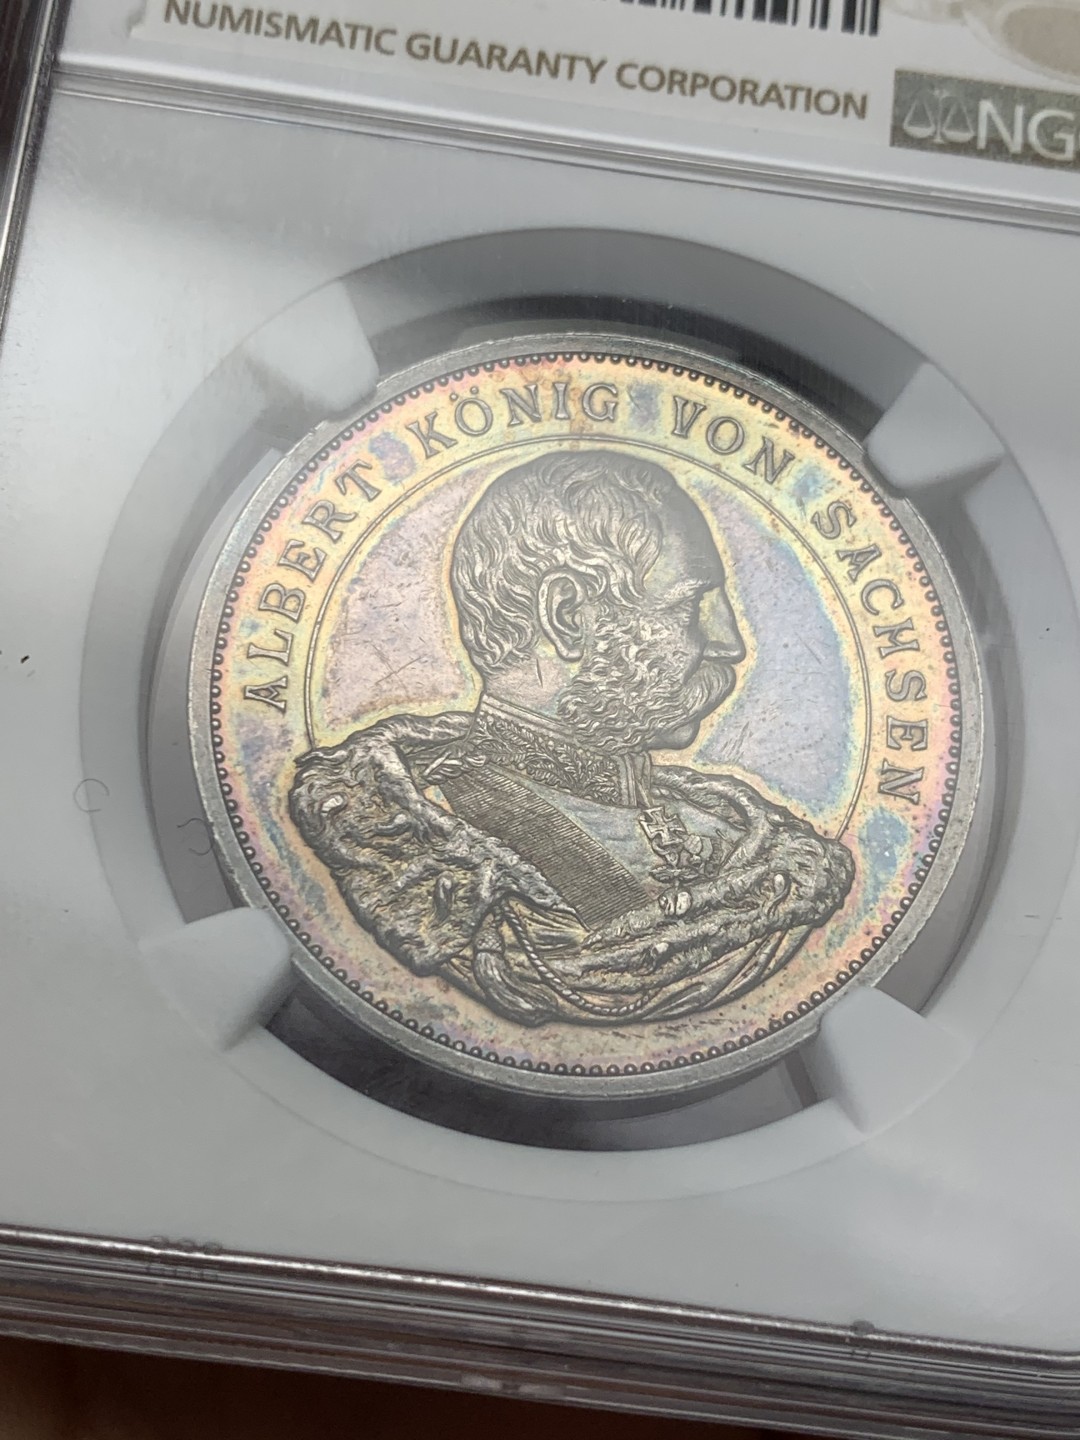 NUMISMATIC GUARANTY CORPORATION
NG
ALBERT KÖNIG VON SACHSEN